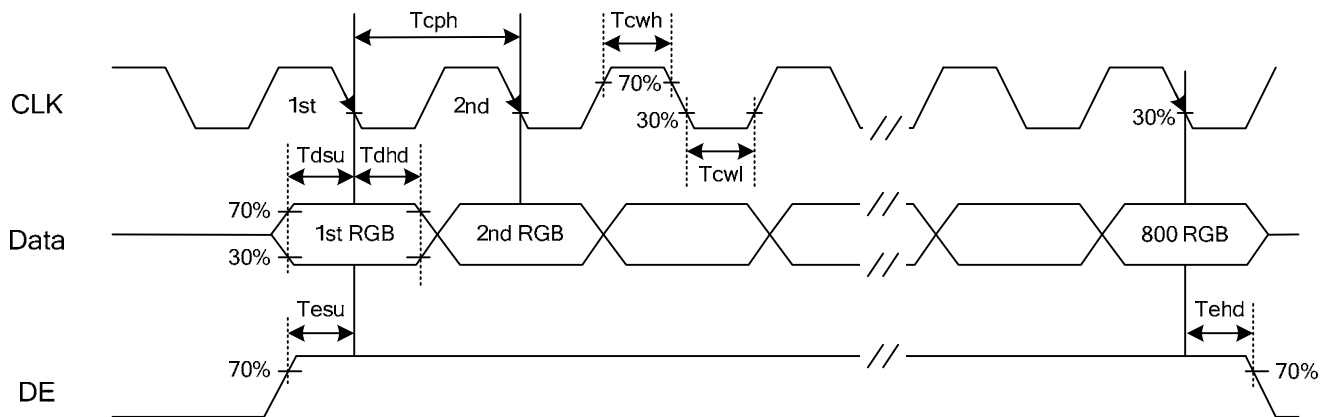 Tcph
Tcwh
CLK
1st
2nd
70%
30%
30%
Tcwl
Tdsu
Tdhd
70%
Data
1st RGB
2nd RGB
800 RGB
30%
Tesu
Tehd
70%
70%
DE